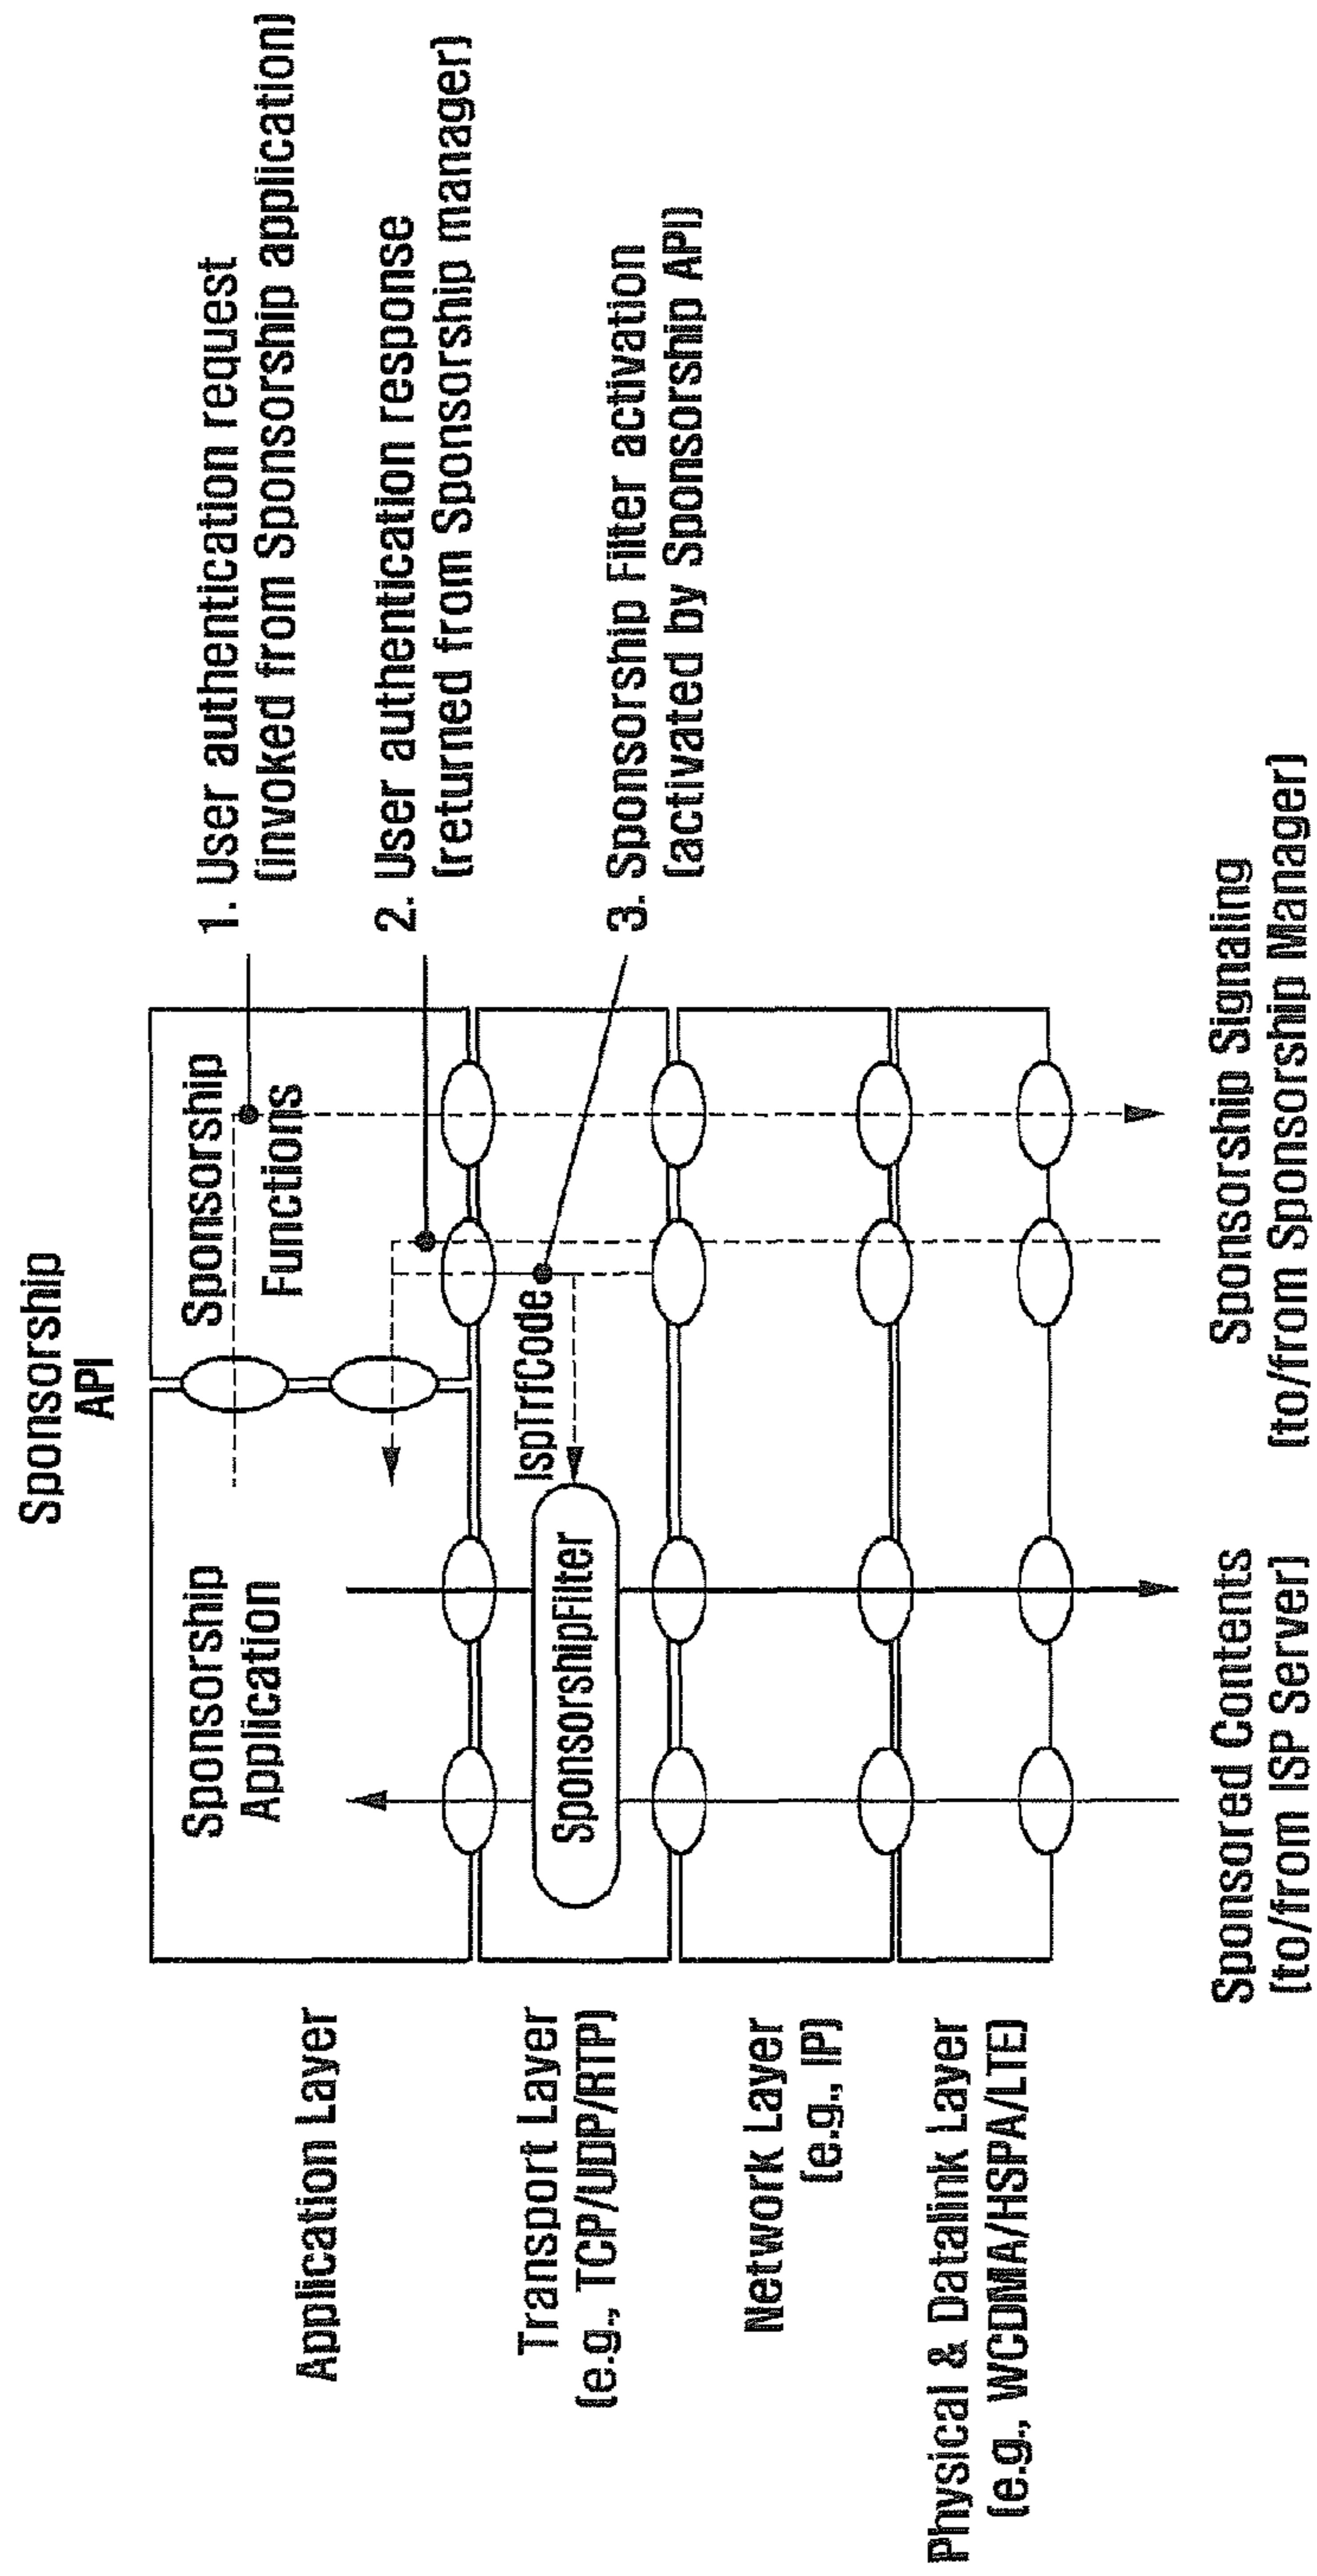 Sponsorship
API
Application Layer
Sponsorship
Application
Sponsorship
Functions
1. User authentication request
(invoked from Sponsorship application)
2. User authentication response
(returned from Sponsorship manager)
Transport Layer
(e.g., TCP/UDP/RTP)
SponsorshipFilter
IspTrfCode
3. Sponsorship Filter activation
(activated by Sponsorship API)
Network Layer
(e.g., IP)
Physical & Datalink Layer
(e.g., WCDMA/HSPA/LTE)
Sponsored Contents
(to/from ISP Server)
Sponsorship Signaling
(to/from Sponsorship Manager)